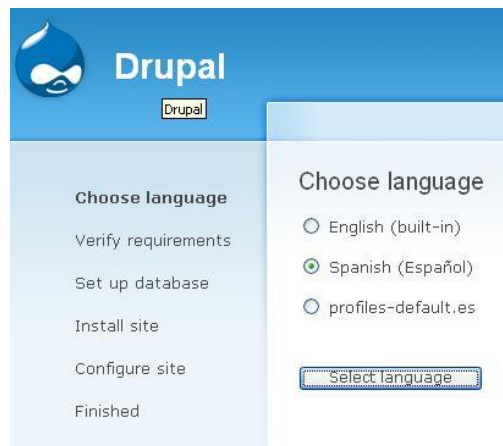 Drupal
Drupal
Choose language
Verify requirements
Set up database
Install site
Configure site
Finished
Choose language
English (built-in)
Spanish (Español)
profiles-default.es
Select language